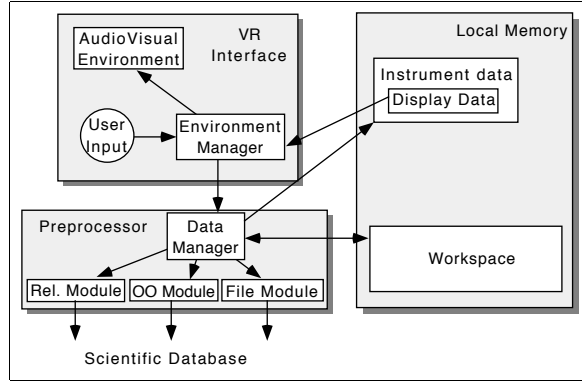 AudioVisual
Environment
VR
Interface
User
Input
Environment
Manager
Local Memory
Instrument data
Display Data
Preprocessor
Data
Manager
Rel. Module
OO Module
File Module
Workspace
Scientific Database